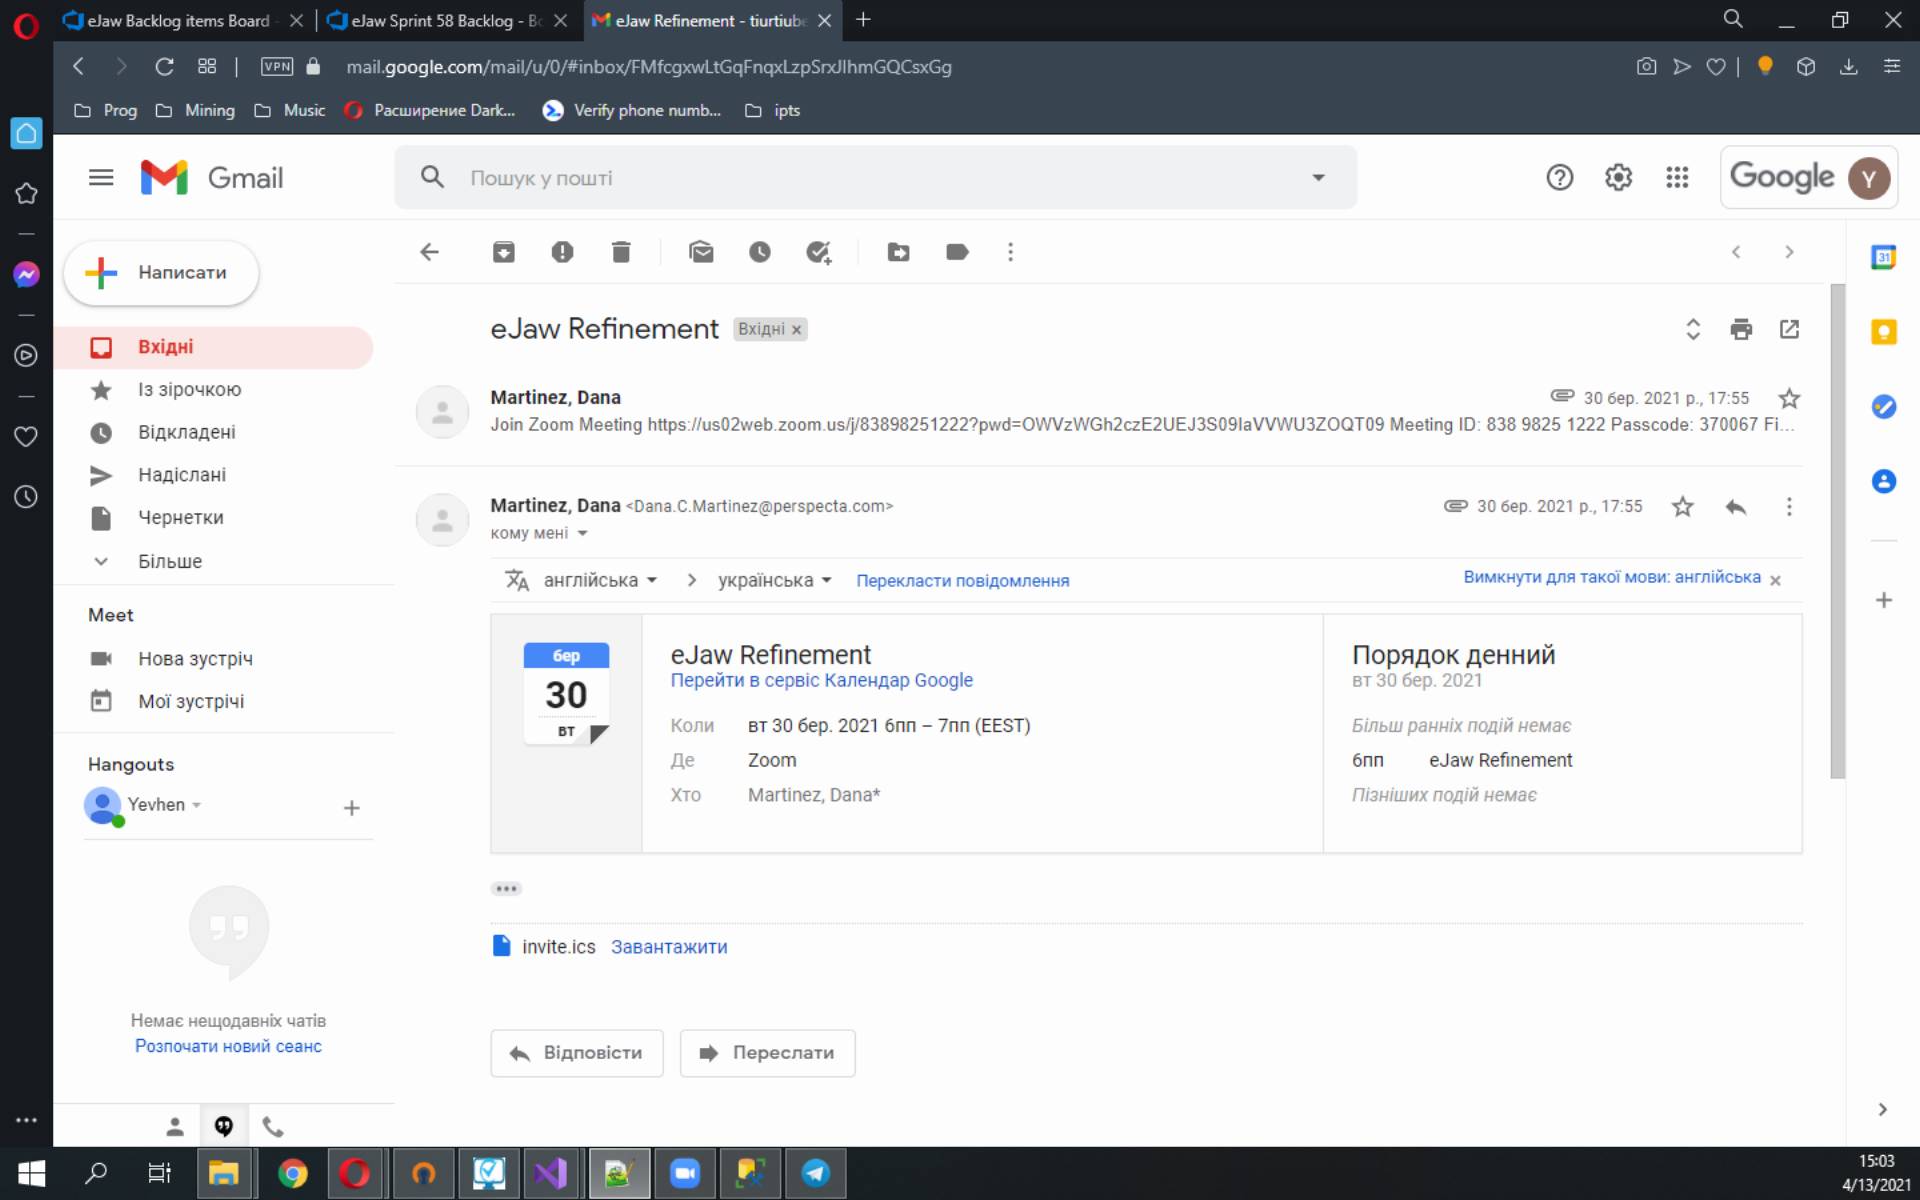 eJaw Backlog items Board
eJaw Sprint 58 Backlog - Bo
eJaw Refinement - tiurtiube
VPN
mail.google.com/mail/u/0/#inbox/FMfcgxwLtGqFnqxLzpSrxJlhmGQCsxGg
Prog
Mining
Music
Расширение Dark...
Verify phone numb...
ipts
Gmail
Пошук у пошті
Google
Y
Написати
Вхідні
Із зірочкою
Відкладені
Надіслані
Чернетки
Більше
Meet
Нова зустріч
Мої зустрічі
Hangouts
Yevhen
Немає нещодавніх чатів
Розпочати новий сеанс
eJaw Refinement
Вхідні
Martinez, Dana
30 бер. 2021 р., 17:55
Join Zoom Meeting https://us02web.zoom.us/j/83898251222?pwd=OWVzWGh2czE2UEJ3S09IaVVWU3ZOQT09 Meeting ID: 838 9825 1222 Passcode: 370067 Fi...
Martinez, Dana <Dana.C.Martinez@perspecta.com>
30 бер. 2021 р., 17:55
кому мені
англійська
українська
Перекласти повідомлення
Вимкнути для такої мови: англійська
бер
30
вт
eJaw Refinement
Перейти в сервіс Календар Google
Коли вт 30 бер. 2021 6пп – 7пп (EEST)
Де Zoom
Хто Martinez, Dana*
Порядок денний
вт 30 бер. 2021
Більш ранніх подій немає
6пп eJaw Refinement
Пізніших подій немає
invite.ics Завантажити
Відповісти
Переслати
31
15:03
4/13/2021